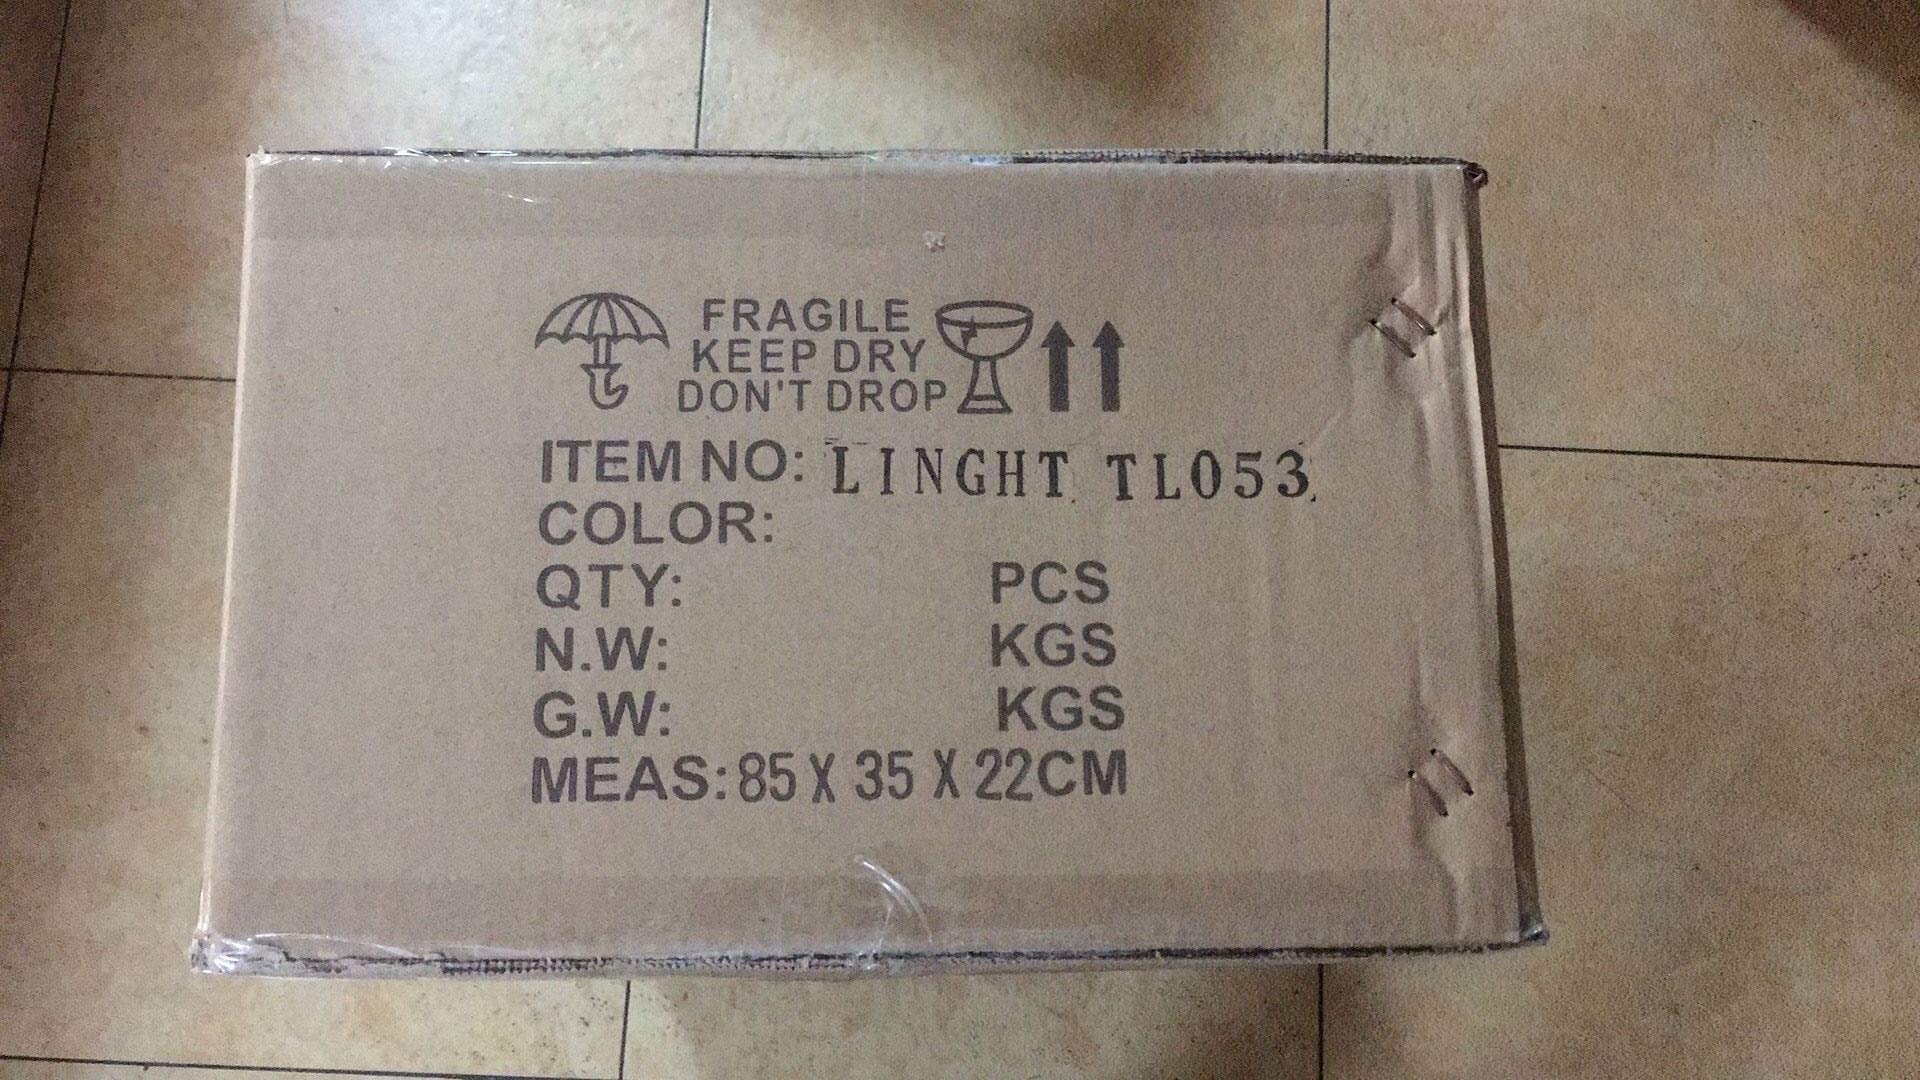 FRAGILE
KEEP DRY
DON'T DROP
ITEM NO: LINGHT TL053
COLOR:
QTY: PCS
N.W: KGS
G.W: KGS
MEAS: 85 X 35 X 22CM